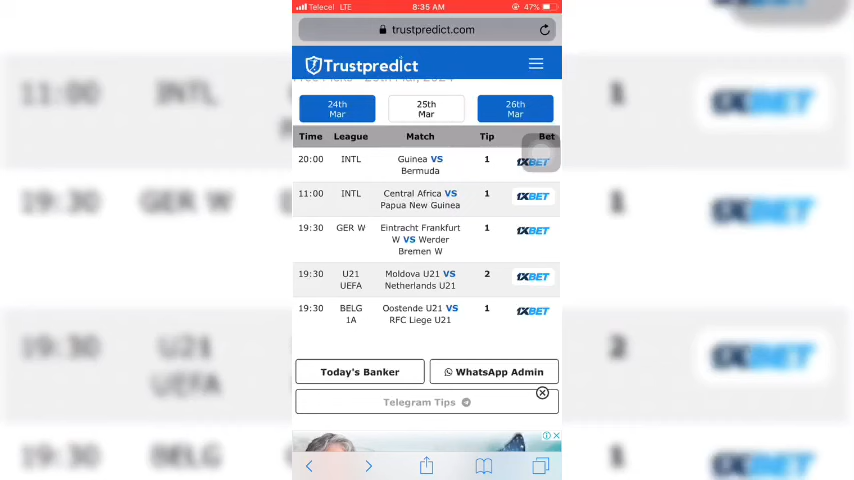 Telecel LTE 8:35 AM 47%
trustpredict.com
Trustpredict
24th Mar 25th Mar 26th Mar
Time League Match Tip Bet
20:00 INTL Guinea VS Bermuda 1 1XBET
11:00 INTL Central Africa VS Papua New Guinea 1 1XBET
19:30 GER W Eintracht Frankfurt W VS Werder Bremen W 1 1XBET
19:30 U21 UEFA Moldova U21 VS Netherlands U21 2 1XBET
19:30 BELG 1A Oostende U21 VS RFC Liege U21 1 1XBET
Today's Banker WhatsApp Admin
Telegram Tips